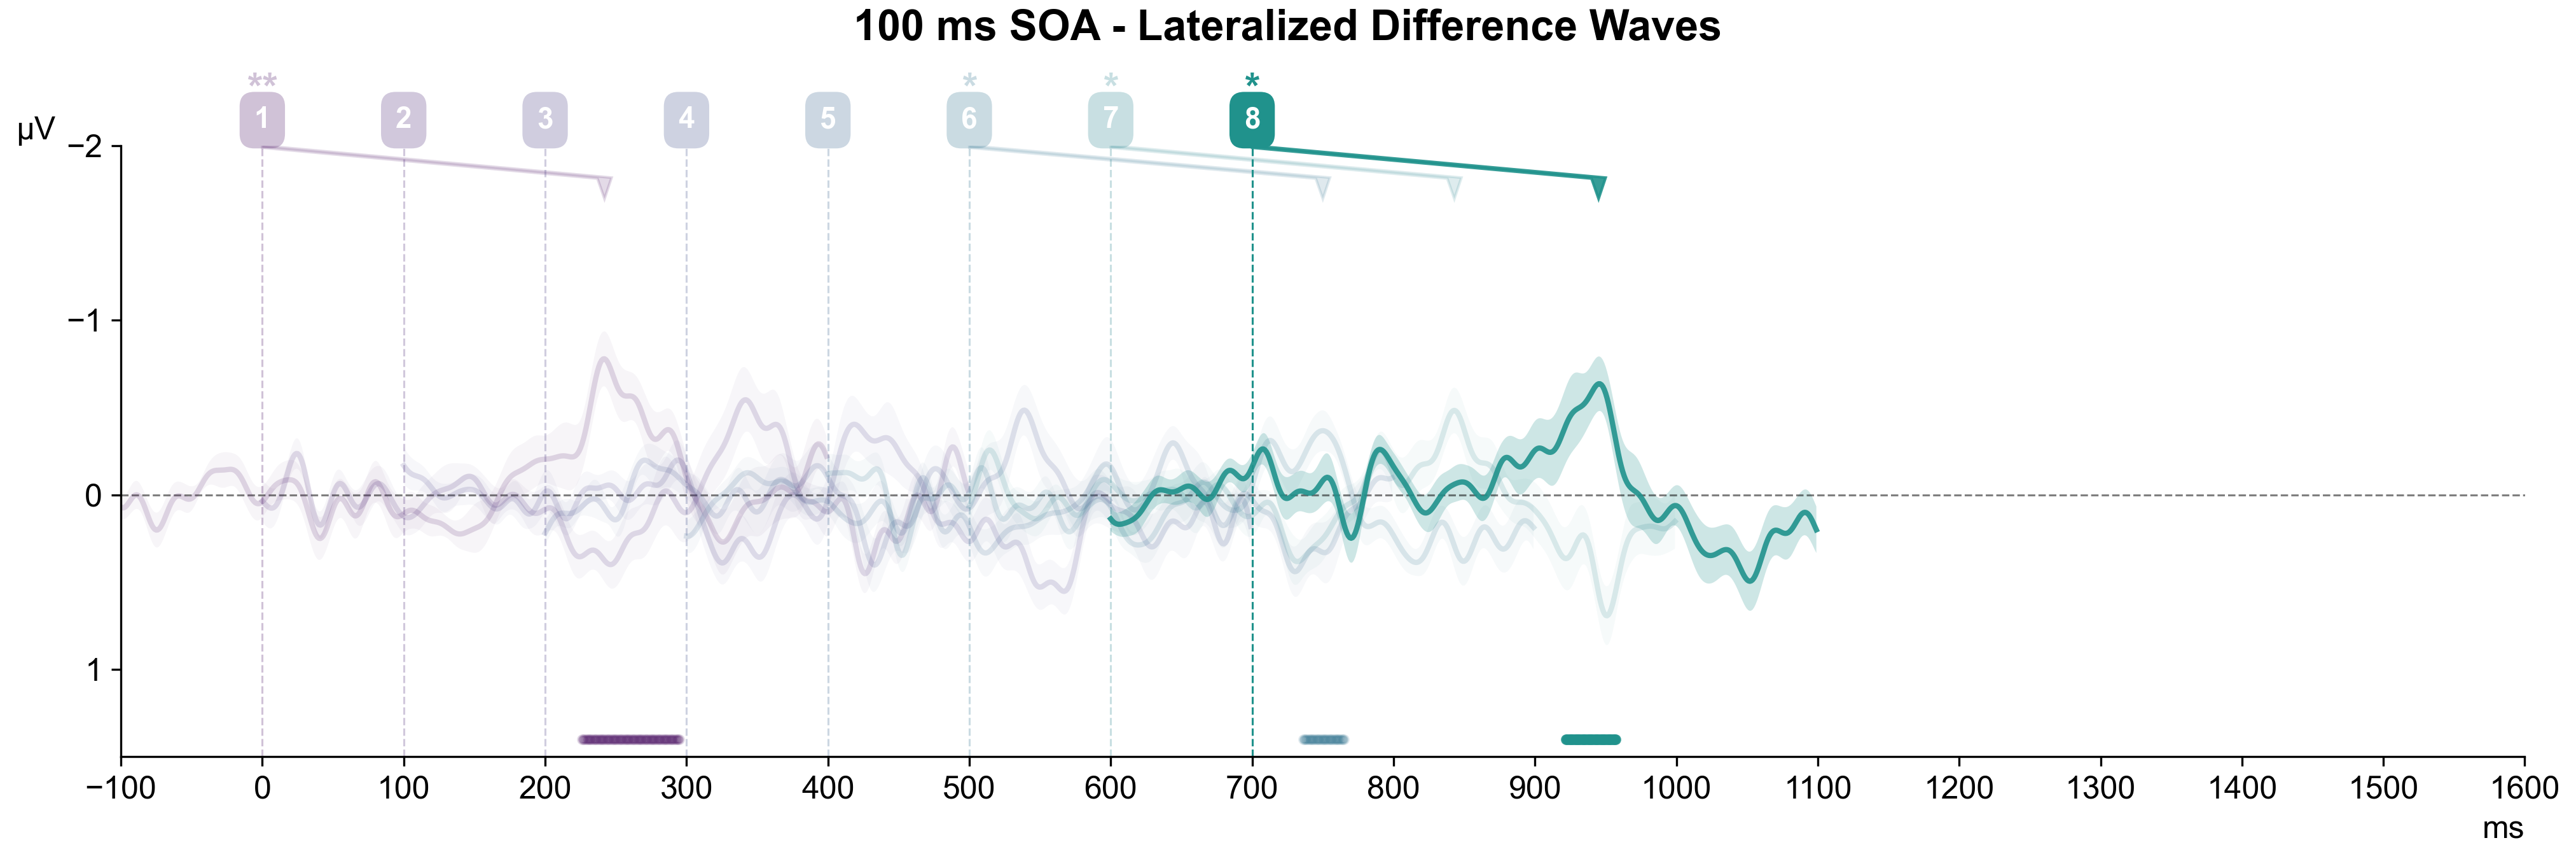 100 ms SOA - Lateralized Difference Waves
** * * *
1 2 3 4 5 6 7 8
µV
−2
−1
0
1
−100 0 100 200 300 400 500 600 700 800 900 1000 1100 1200 1300 1400 1500 1600
ms